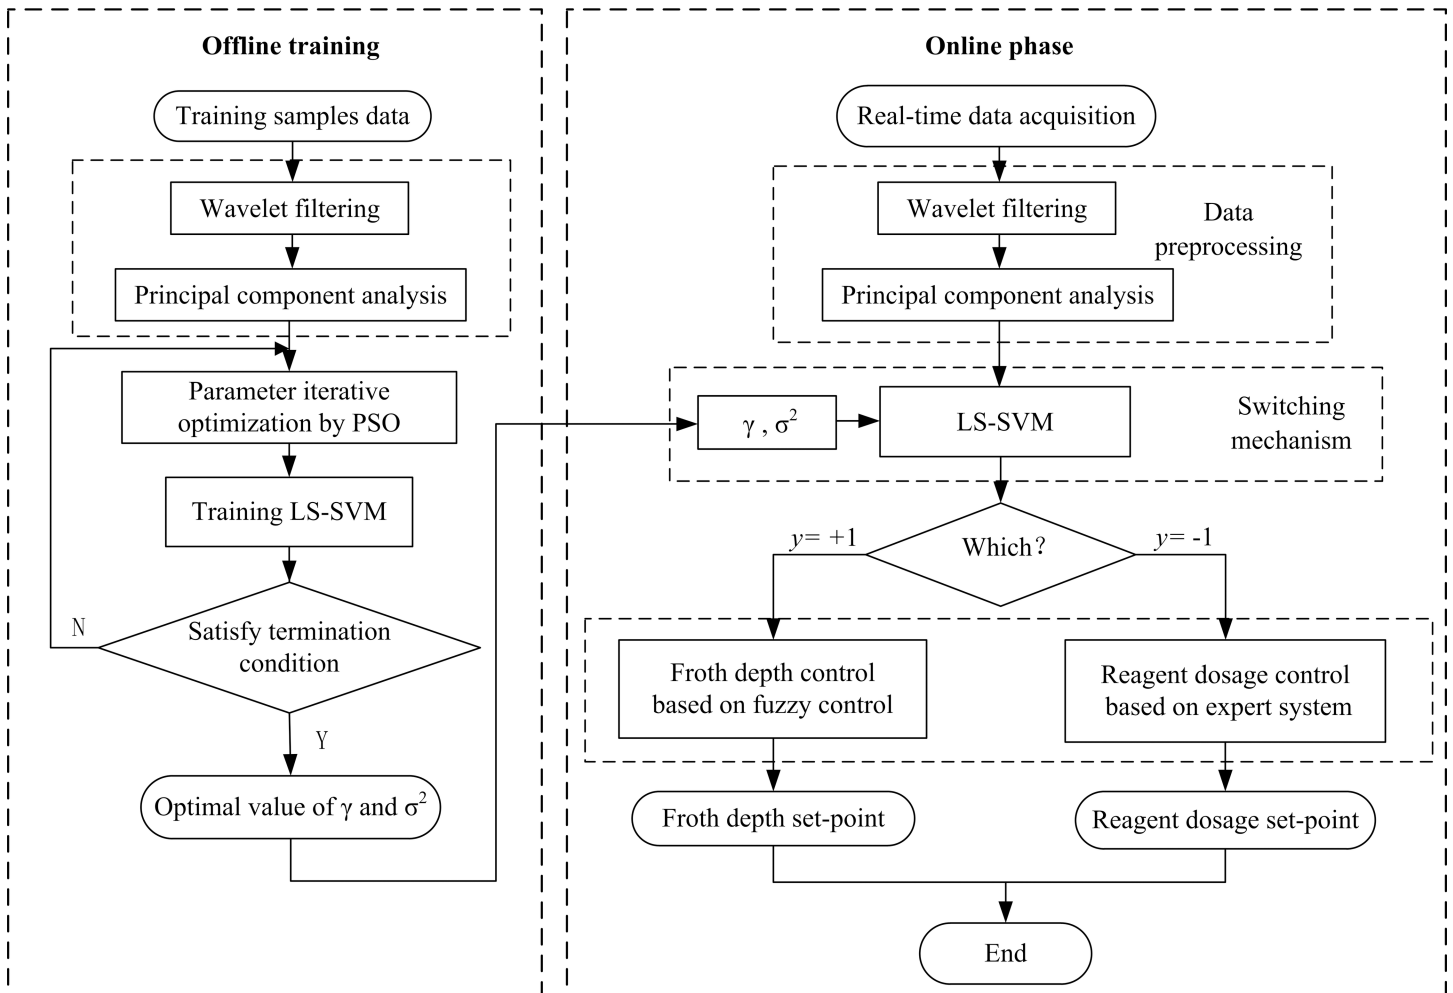 Offline training
Training samples data
Wavelet filtering
Principal component analysis
Parameter iterative
optimization by PSO
Training LS-SVM
Satisfy termination
condition
N
Y
Optimal value of γ and σ²
Online phase
Real-time data acquisition
Wavelet filtering
Data
preprocessing
Principal component analysis
γ , σ²
LS-SVM
Switching
mechanism
Which？
y= +1
y= -1
Froth depth control
based on fuzzy control
Reagent dosage control
based on expert system
Froth depth set-point
Reagent dosage set-point
End